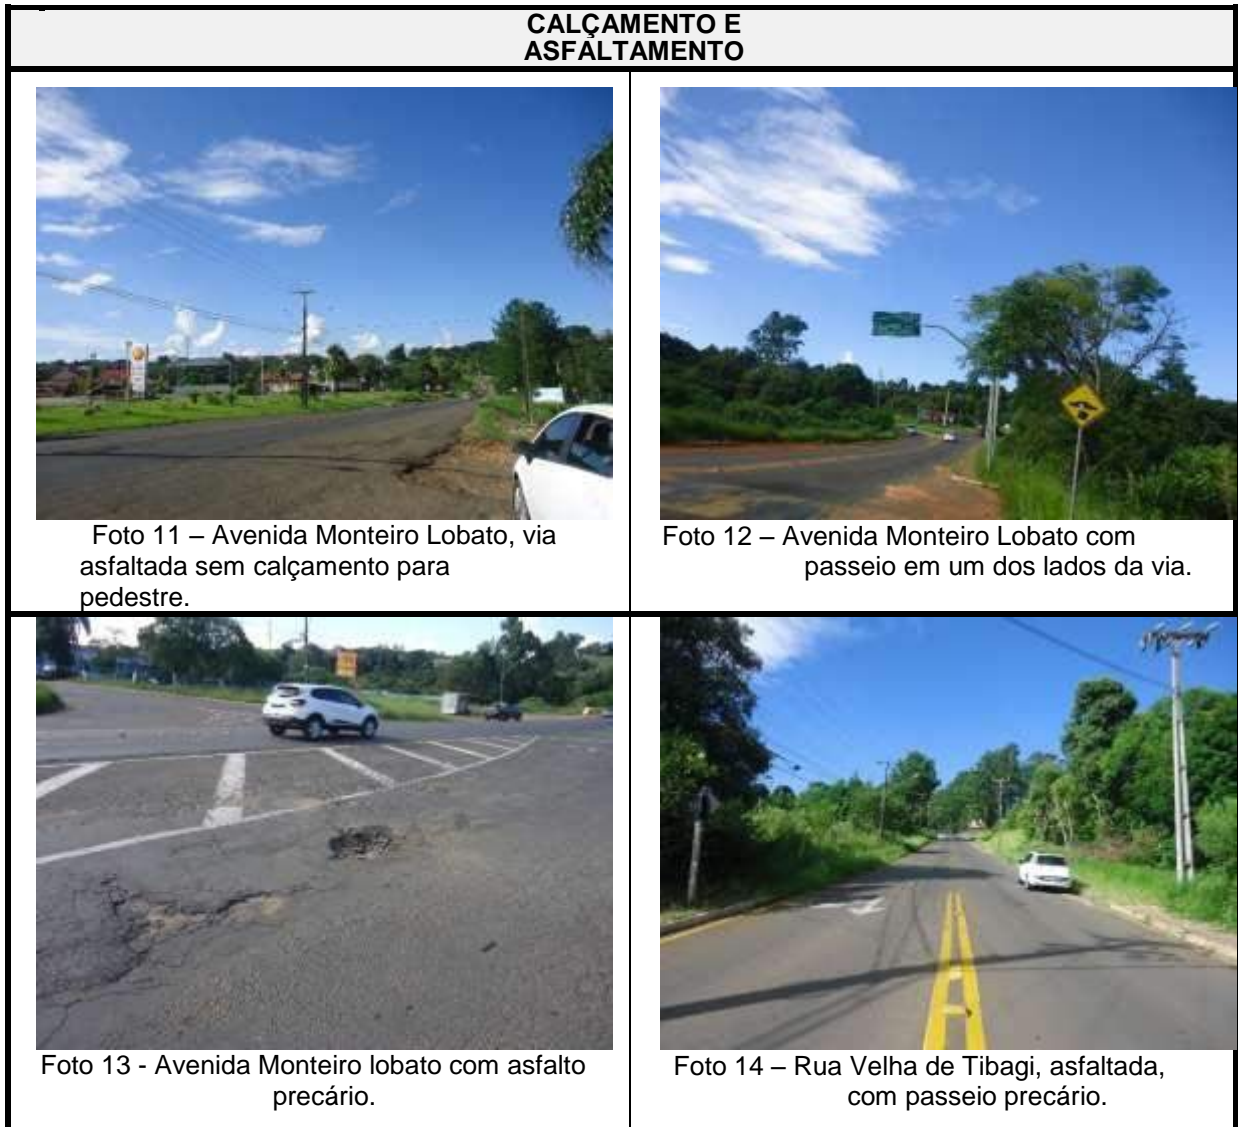 CALÇAMENTO E
ASFALTAMENTO
Foto 11 – Avenida Monteiro Lobato, via
asfaltada sem calçamento para
pedestre.
Foto 12 – Avenida Monteiro Lobato com
passeio em um dos lados da via.
Foto 13 - Avenida Monteiro lobato com asfalto
precário.
Foto 14 – Rua Velha de Tibagi, asfaltada,
com passeio precário.